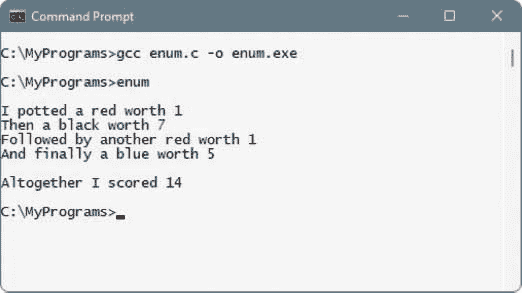 Command Prompt
C:\MyPrograms>gcc enum.c -o enum.exe
C:\MyPrograms>enum
I potted a red worth 1
Then a black worth 7
Followed by another red worth 1
And finally a blue worth 5
Altogether I scored 14
C:\MyPrograms>